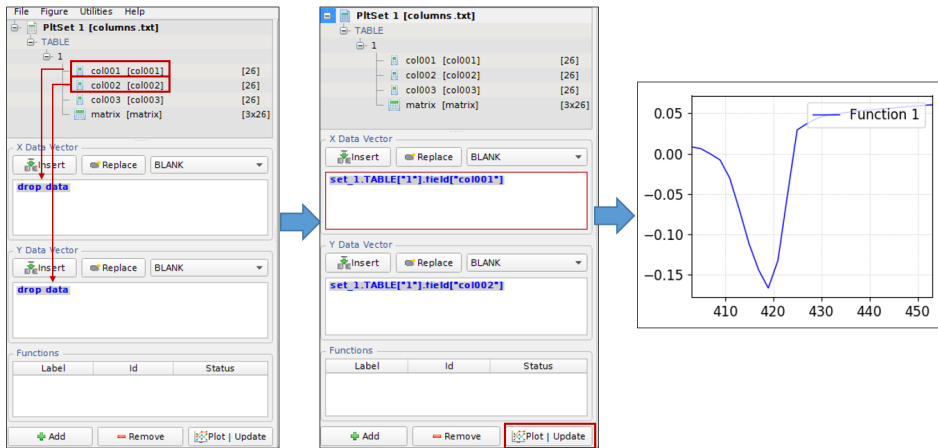 File Figure Utilities Help
PltSet 1 [columns.txt]
TABLE
1
col001 [col001] [26]
col002 [col002] [26]
col003 [col003] [26]
matrix [matrix] [3x26]
X Data Vector
Insert Replace BLANK
drop data
Y Data Vector
Insert Replace BLANK
drop data
Functions
Label Id Status
Add Remove Plot | Update
PltSet 1 [columns.txt]
TABLE
1
col001 [col001] [26]
col002 [col002] [26]
col003 [col003] [26]
matrix [matrix] [3x26]
X Data Vector
Insert Replace BLANK
set_1.TABLE["1"].field["col001"]
Y Data Vector
Insert Replace BLANK
set_1.TABLE["1"].field["col002"]
Functions
Label Id Status
Add Remove Plot | Update
Function 1
0.05
0.00
−0.05
−0.10
−0.15
410 420 430 440 450